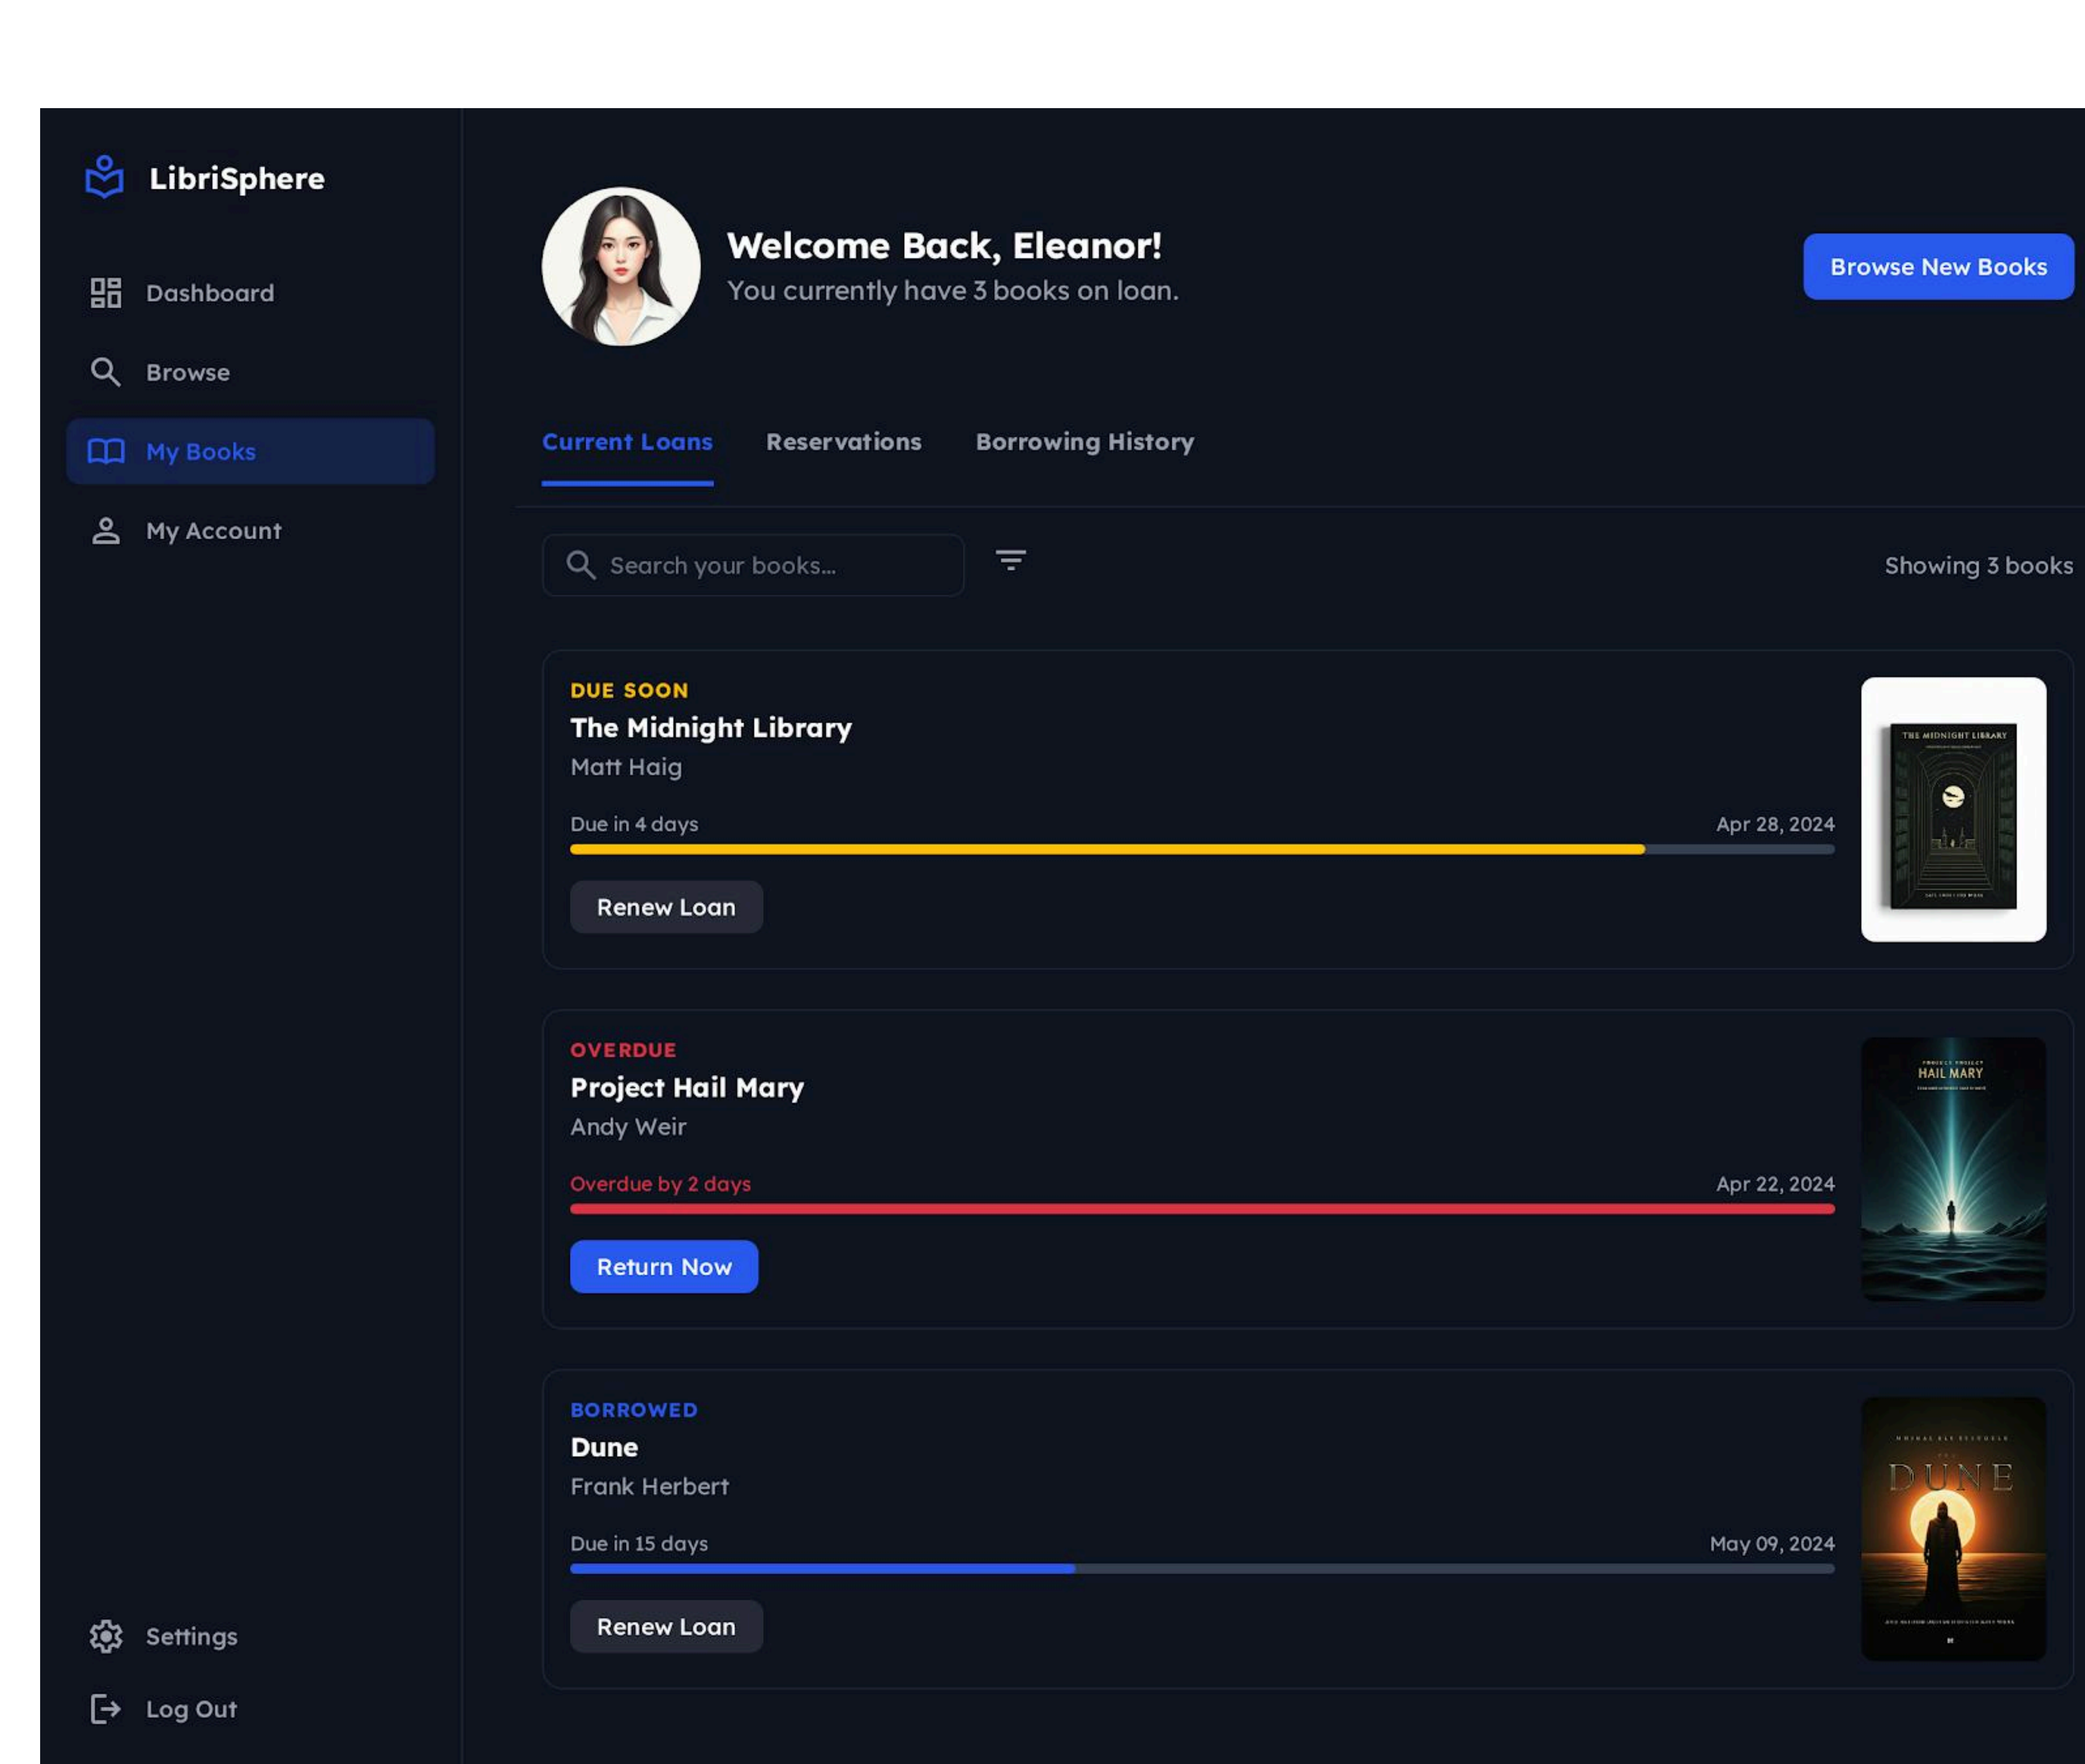 LibriSphere
Dashboard
Browse
My Books
My Account
Settings
Log Out
Welcome Back, Eleanor!
You currently have 3 books on loan.
Browse New Books
Current Loans
Reservations
Borrowing History
Search your books...
Showing 3 books
DUE SOON
The Midnight Library
Matt Haig
Due in 4 days
Apr 28, 2024
Renew Loan
THE MIDNIGHT LIBRARY
OVERDUE
Project Hail Mary
Andy Weir
Overdue by 2 days
Apr 22, 2024
Return Now
HAIL MARY
BORROWED
Dune
Frank Herbert
Due in 15 days
May 09, 2024
Renew Loan
DUNE